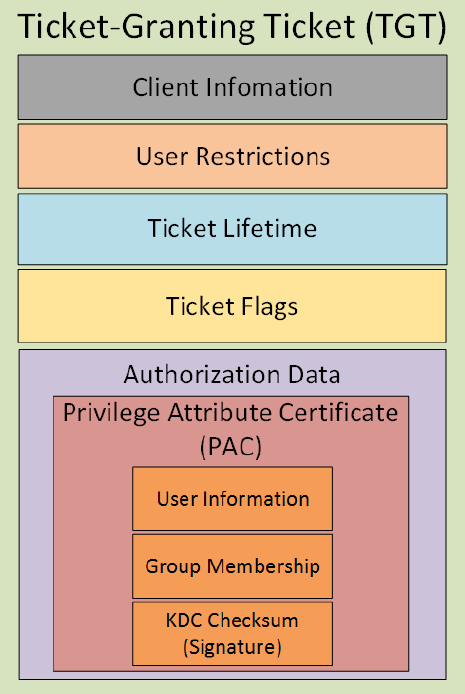 Ticket-Granting Ticket (TGT)
Client Infomation
User Restrictions
Ticket Lifetime
Ticket Flags
Authorization Data
Privilege Attribute Certificate
(PAC)
User Information
Group Membership
KDC Checksum
(Signature)